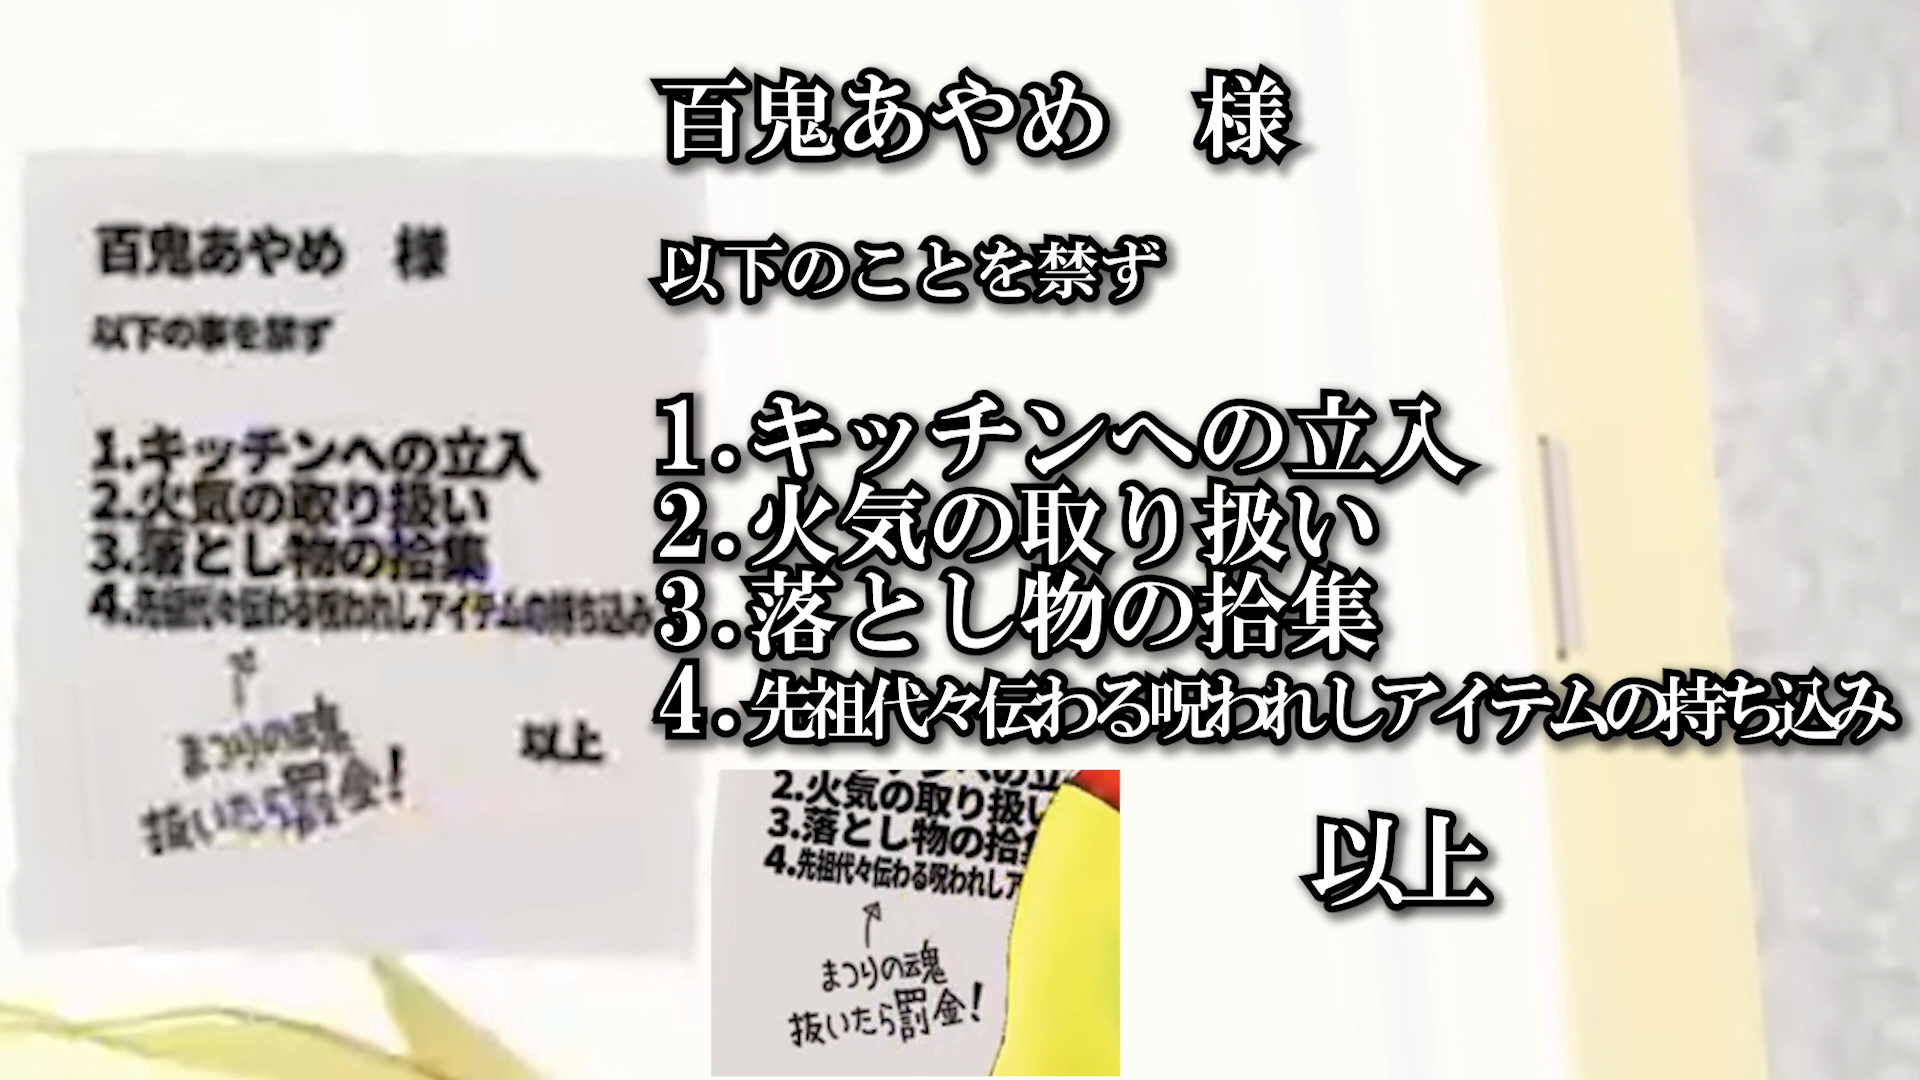 百鬼あやめ　様
以下の事を禁ず
1.キッチンへの立入
2.火気の取り扱い
3.落とし物の拾集
4.先祖代々伝わる呪われしアイテムの持ち込み
まつりの魂
抜いたら罰金!
以上
百鬼あやめ　様
以下のことを禁ず
1.キッチンへの立入
2.火気の取り扱い
3.落とし物の拾集
4.先祖代々伝わる呪われしアイテムの持ち込み
以上
2.火気の取り扱い
3.落とし物の拾集
4.先祖代々伝わる呪われしア
まつりの魂
抜いたら罰金!